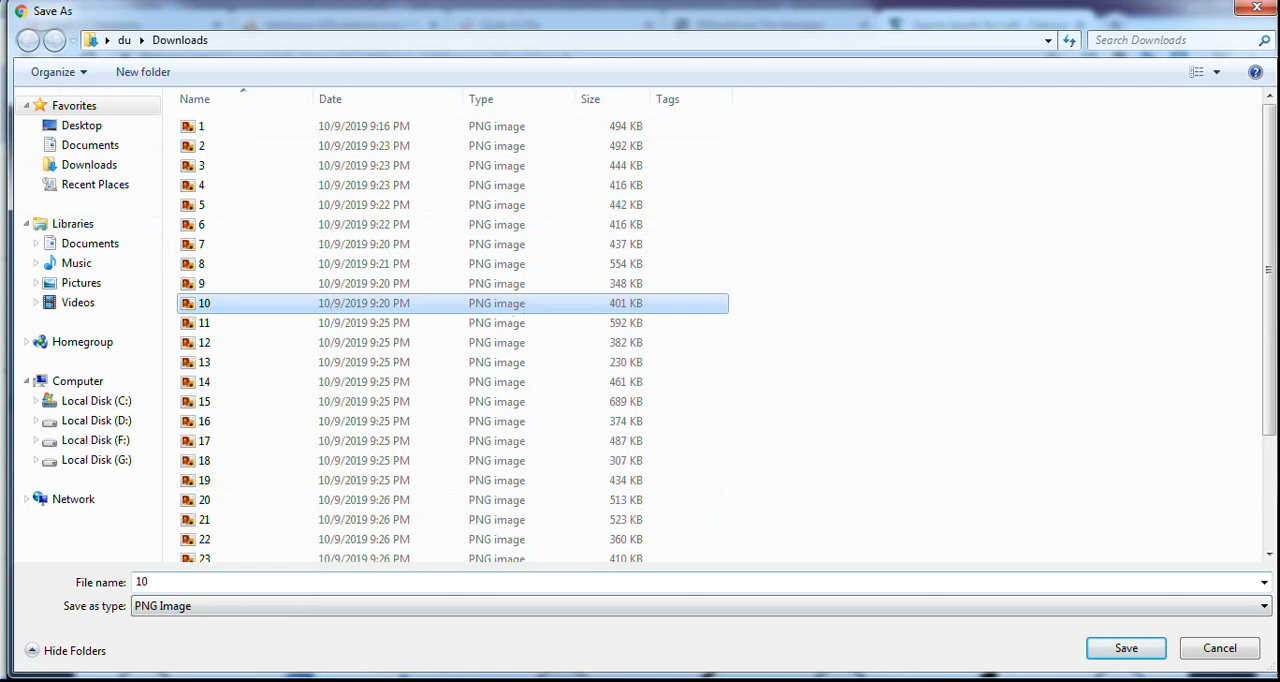 Save As
du Downloads
Search Downloads
Organize New folder
Name Date Type Size Tags
Favorites
Desktop
Documents
Downloads
Recent Places
Libraries
Documents
Music
Pictures
Videos
Homegroup
Computer
Local Disk (C:)
Local Disk (D:)
Local Disk (F:)
Local Disk (G:)
Network
1 10/9/2019 9:16 PM PNG image 494 KB
2 10/9/2019 9:23 PM PNG image 492 KB
3 10/9/2019 9:23 PM PNG image 444 KB
4 10/9/2019 9:23 PM PNG image 416 KB
5 10/9/2019 9:22 PM PNG image 442 KB
6 10/9/2019 9:22 PM PNG image 416 KB
7 10/9/2019 9:20 PM PNG image 437 KB
8 10/9/2019 9:21 PM PNG image 554 KB
9 10/9/2019 9:20 PM PNG image 348 KB
10 10/9/2019 9:20 PM PNG image 401 KB
11 10/9/2019 9:25 PM PNG image 592 KB
12 10/9/2019 9:25 PM PNG image 382 KB
13 10/9/2019 9:25 PM PNG image 230 KB
14 10/9/2019 9:25 PM PNG image 461 KB
15 10/9/2019 9:25 PM PNG image 689 KB
16 10/9/2019 9:25 PM PNG image 374 KB
17 10/9/2019 9:25 PM PNG image 487 KB
18 10/9/2019 9:25 PM PNG image 307 KB
19 10/9/2019 9:25 PM PNG image 434 KB
20 10/9/2019 9:26 PM PNG image 513 KB
21 10/9/2019 9:26 PM PNG image 523 KB
22 10/9/2019 9:26 PM PNG image 360 KB
23 10/9/2019 9:26 PM PNG image 410 KB
File name: 10
Save as type: PNG Image
Hide Folders
Save Cancel